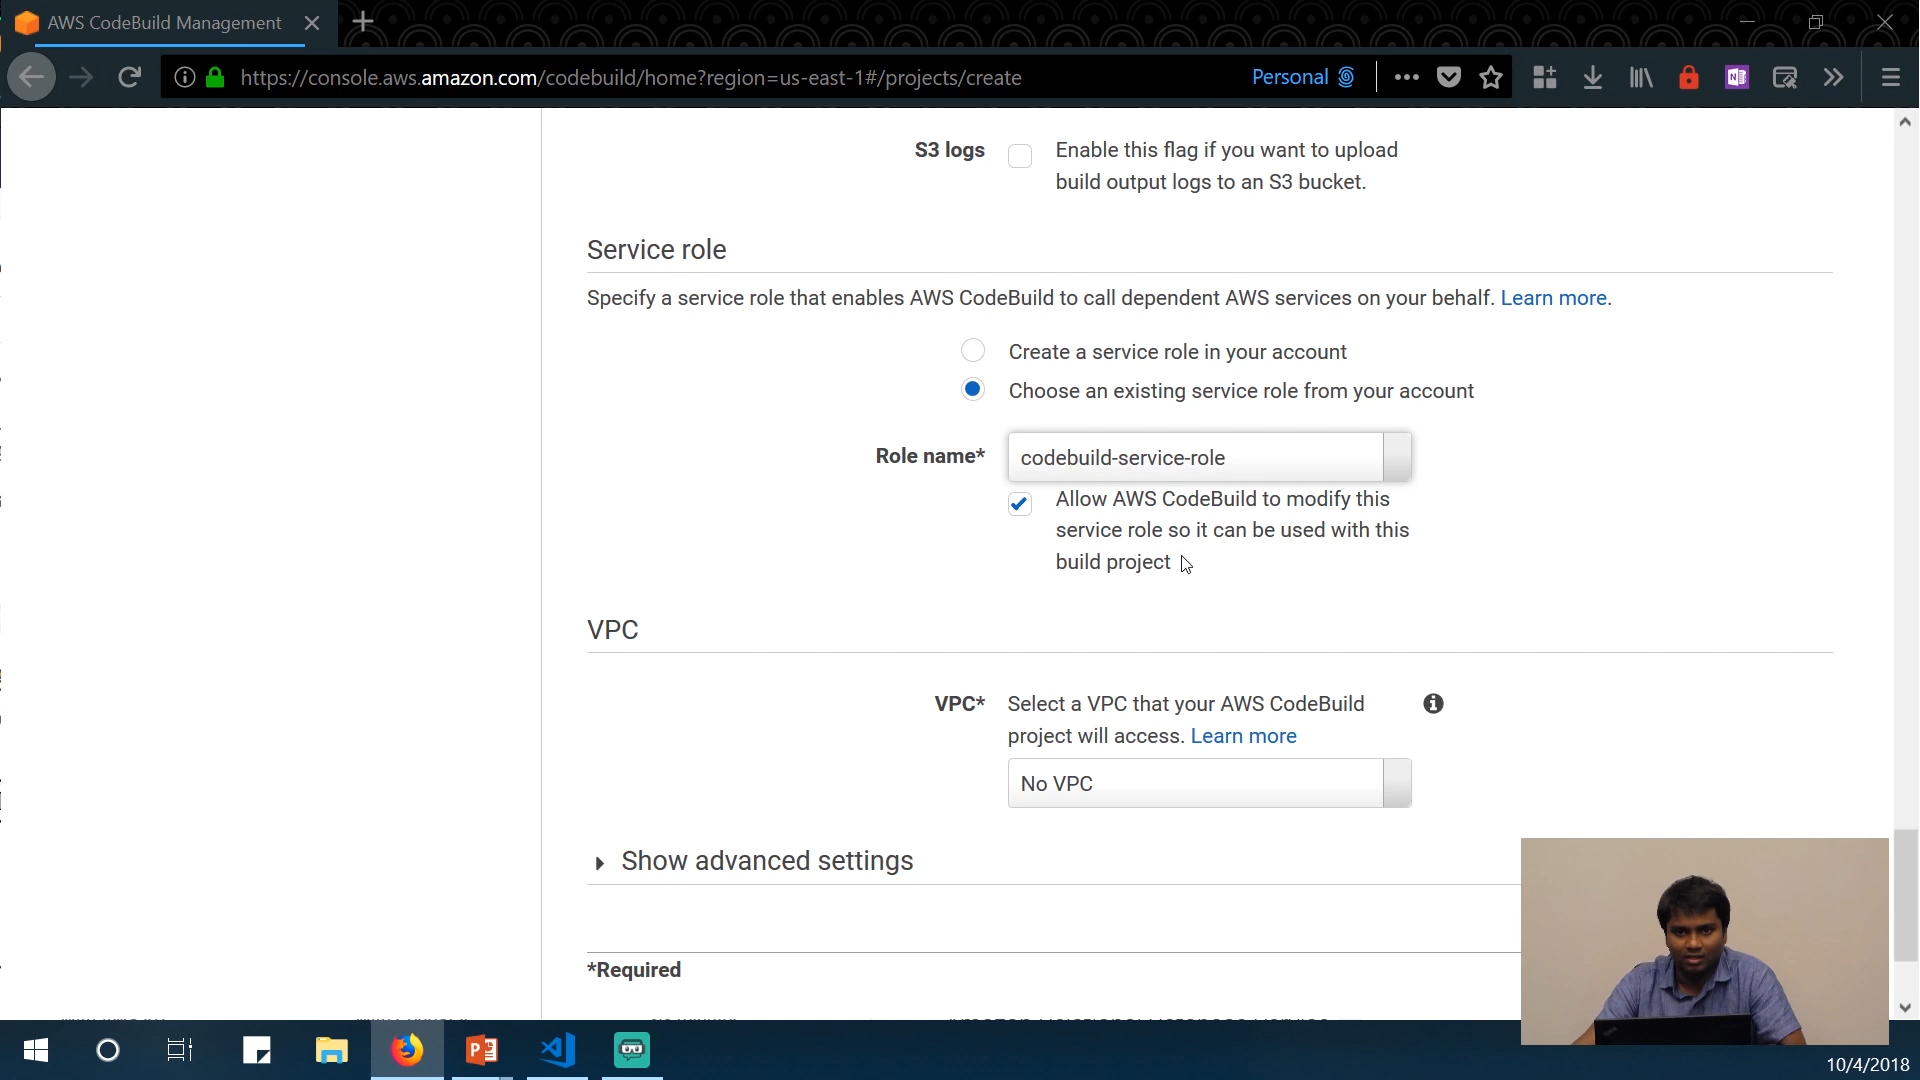 AWS CodeBuild Management
https://console.aws.amazon.com/codebuild/home?region=us-east-1#/projects/create
Personal
S3 logs
Enable this flag if you want to upload
build output logs to an S3 bucket.
Service role
Specify a service role that enables AWS CodeBuild to call dependent AWS services on your behalf. Learn more.
Create a service role in your account
Choose an existing service role from your account
Role name*
codebuild-service-role
Allow AWS CodeBuild to modify this
service role so it can be used with this
build project
VPC
VPC*
Select a VPC that your AWS CodeBuild
project will access. Learn more
No VPC
Show advanced settings
*Required
10/4/2018